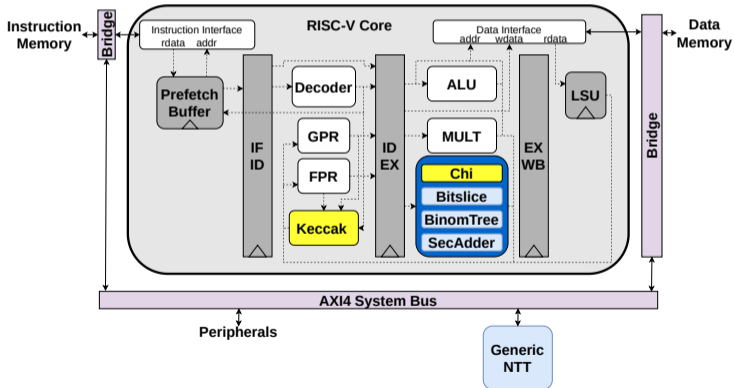 Instruction
Memory
Bridge
Instruction Interface
rdata addr
RISC-V Core
Data Interface
addr wdata rdata
Data
Memory
Prefetch
Buffer
IF
ID
Decoder
GPR
FPR
Keccak
ID
EX
ALU
MULT
Chi
Bitslice
BinomTree
SecAdder
EX
WB
LSU
Bridge
AXI4 System Bus
Peripherals
Generic
NTT